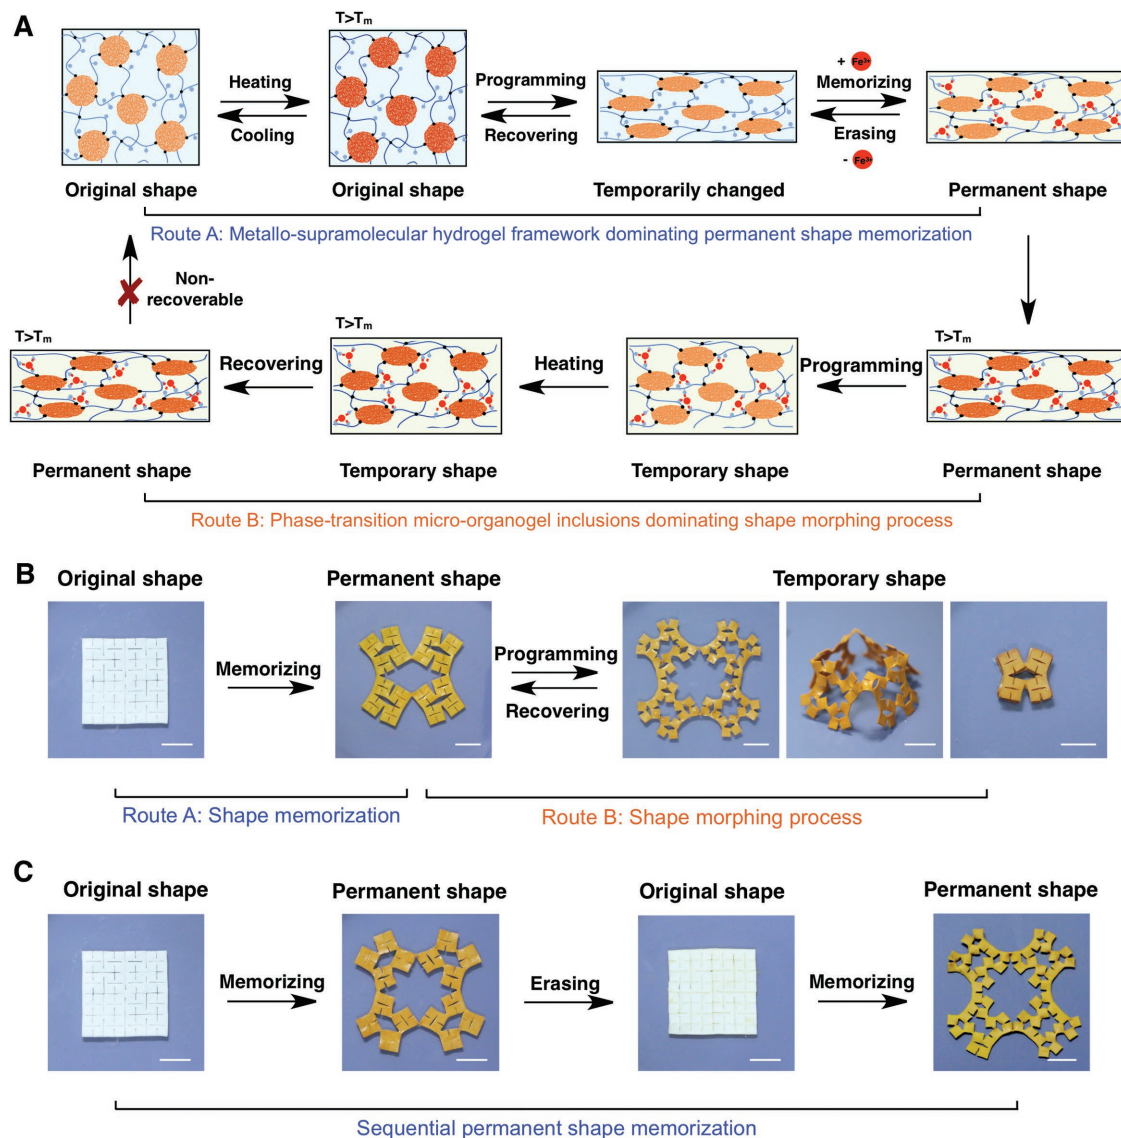 A
T>Tm
Heating
Cooling
Programming
Recovering
+ Fe³⁺
Memorizing
Erasing
- Fe³⁺
Original shape
Original shape
Temporarily changed
Permanent shape
Route A: Metallo-supramolecular hydrogel framework dominating permanent shape memorization
Non-
recoverable
T>Tm
T>Tm
T>Tm
Recovering
Heating
Programming
Permanent shape
Temporary shape
Temporary shape
Permanent shape
Route B: Phase-transition micro-organogel inclusions dominating shape morphing process
B
Original shape
Permanent shape
Temporary shape
Memorizing
Programming
Recovering
Route A: Shape memorization
Route B: Shape morphing process
C
Original shape
Permanent shape
Original shape
Permanent shape
Memorizing
Erasing
Memorizing
Sequential permanent shape memorization